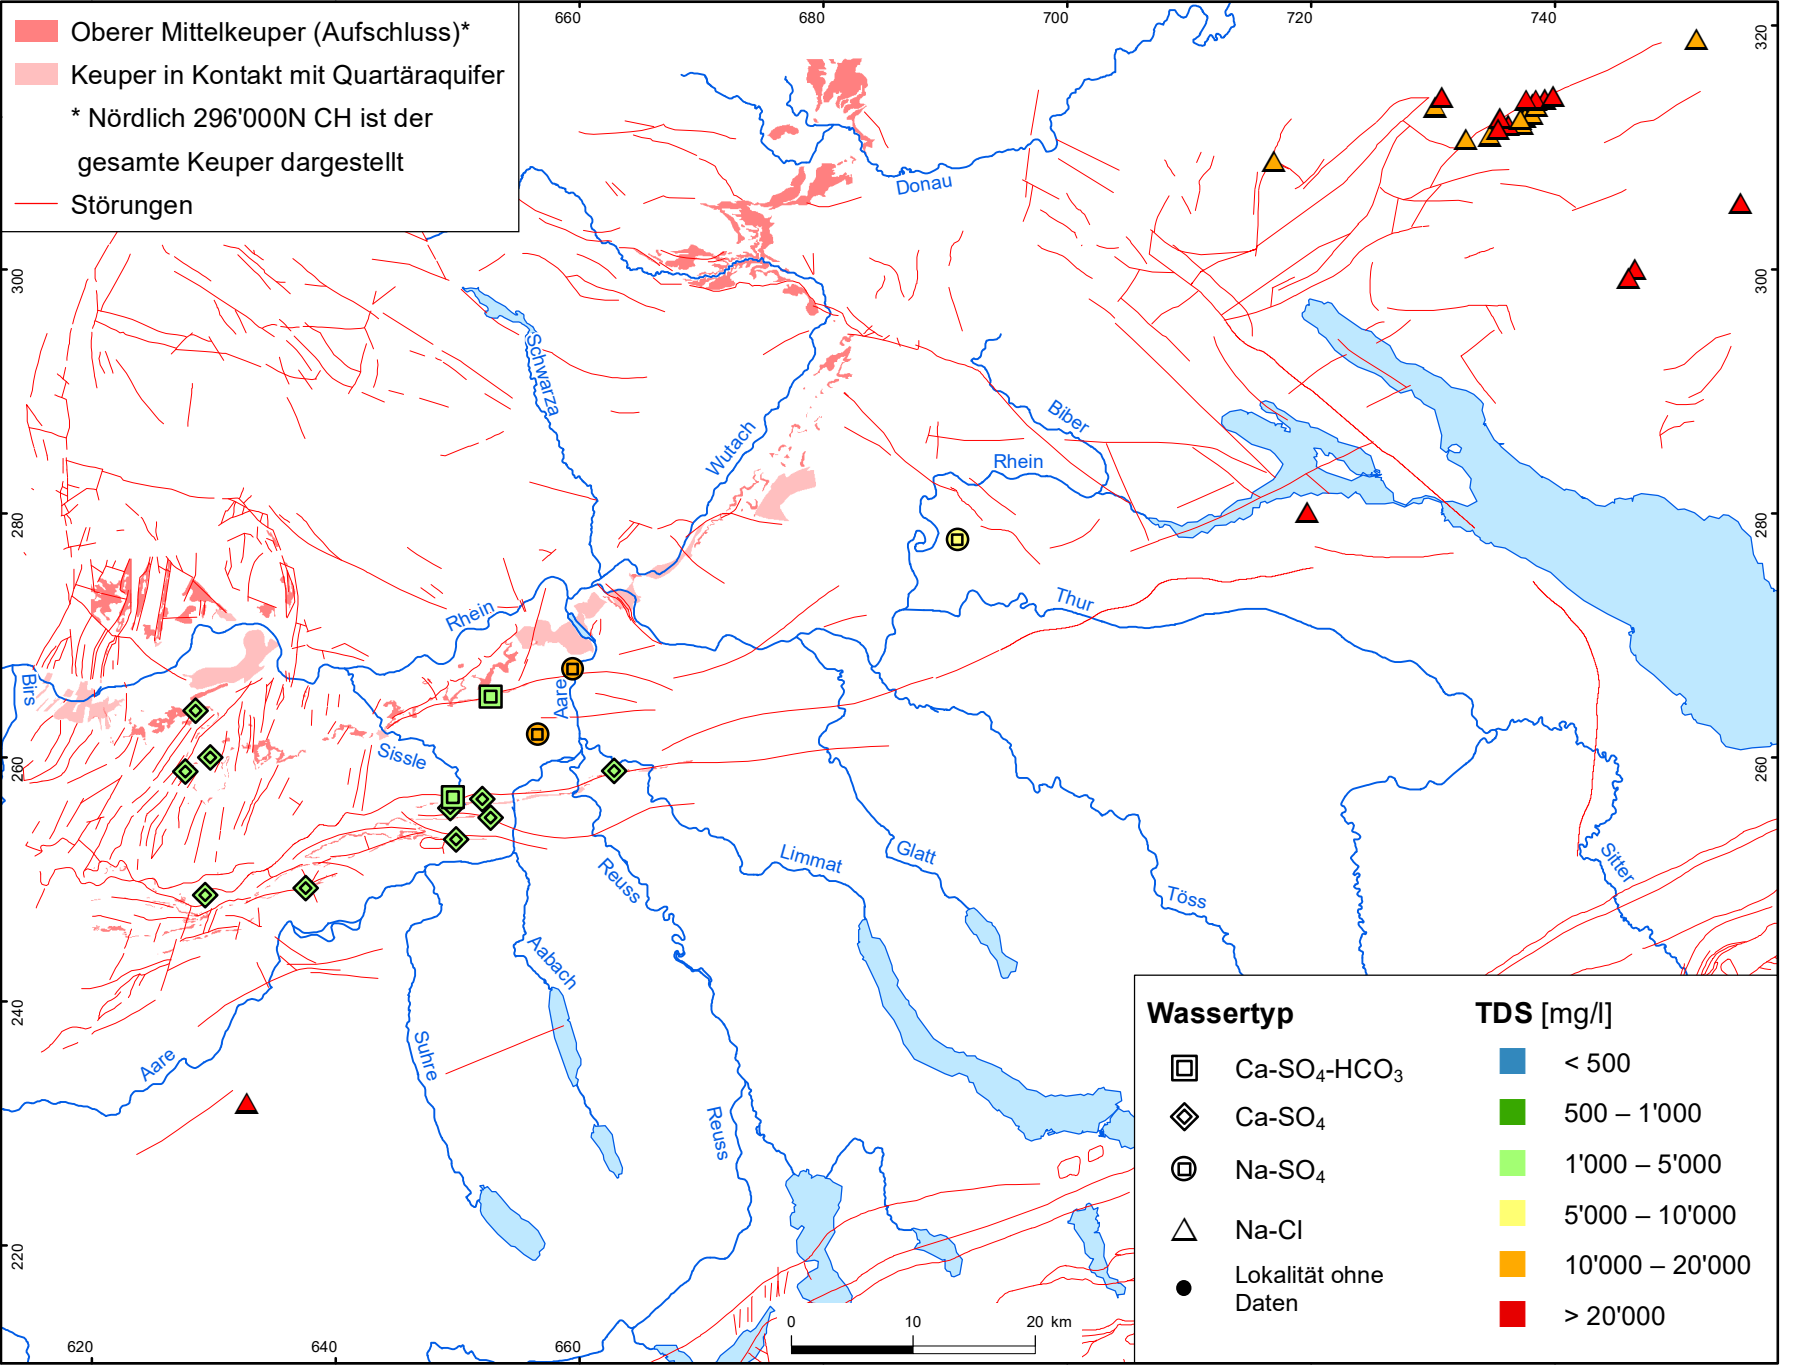 Oberer Mittelkeuper (Aufschluss)*
Keuper in Kontakt mit Quartäraquifer
* Nördlich 296'000N CH ist der
gesamte Keuper dargestellt
Störungen
660
680
700
720
740
320
300
300
280
280
260
260
240
220
620
640
660
Donau
Schwarza
Wutach
Biber
Rhein
Rhein
Thur
Birs
Aare
Sissle
Reuss
Limmat
Glatt
Töss
Sitter
Aabach
Suhre
Aare
Reuss
0
10
20 km
Wassertyp
Ca-SO₄-HCO₃
Ca-SO₄
Na-SO₄
Na-Cl
Lokalität ohne
Daten
TDS [mg/l]
< 500
500 – 1'000
1'000 – 5'000
5'000 – 10'000
10'000 – 20'000
> 20'000